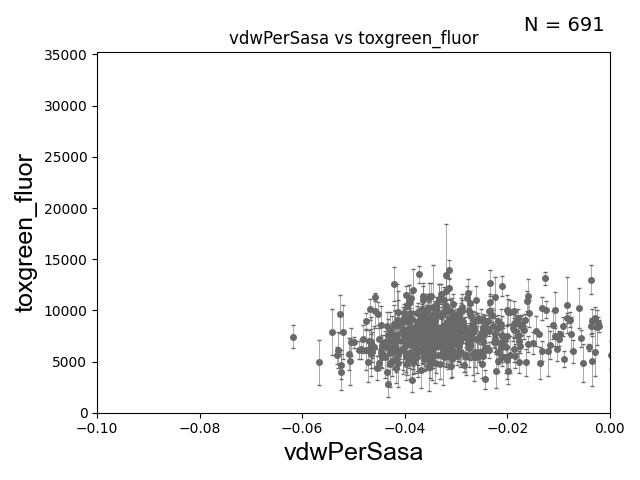 N = 691
vdwPerSasa vs toxgreen_fluor
toxgreen_fluor
35000
30000
25000
20000
15000
10000
5000
0
−0.10 −0.08 −0.06 −0.04 −0.02 0.00
vdwPerSasa